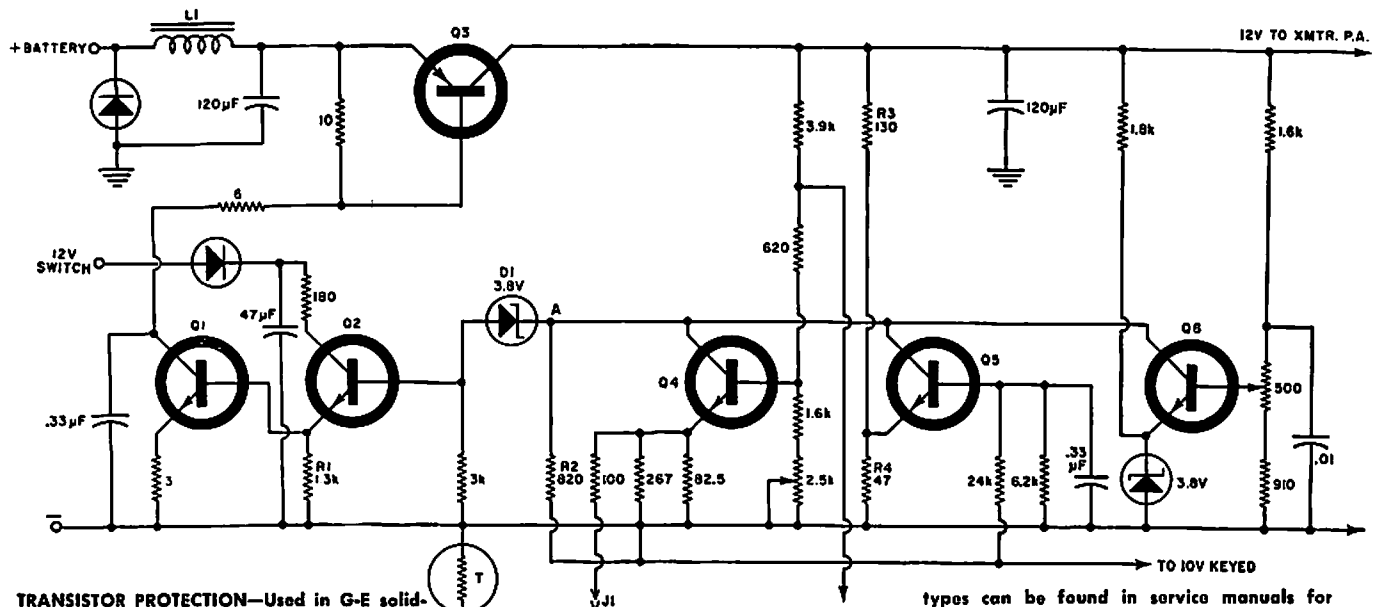 L1
+BATTERY
120µF
10
Q3
12V TO XMTR. P.A.
3.9k
R3
130
120µF
1.8k
1.6k
6
620
12V
SWITCH
180
47µF
D1
3.8V
A
Q1
Q2
Q4
Q5
Q6
500
.33µF
1.6k
3
R1
1.3k
3k
R2
820
100
267
82.5
2.5k
R4
47
24k
6.2k
.33
µF
3.8V
910
.01
–
T
J1
TO 10V KEYED
TRANSISTOR PROTECTION—Used in G-E solid-
types can be found in service manuals for